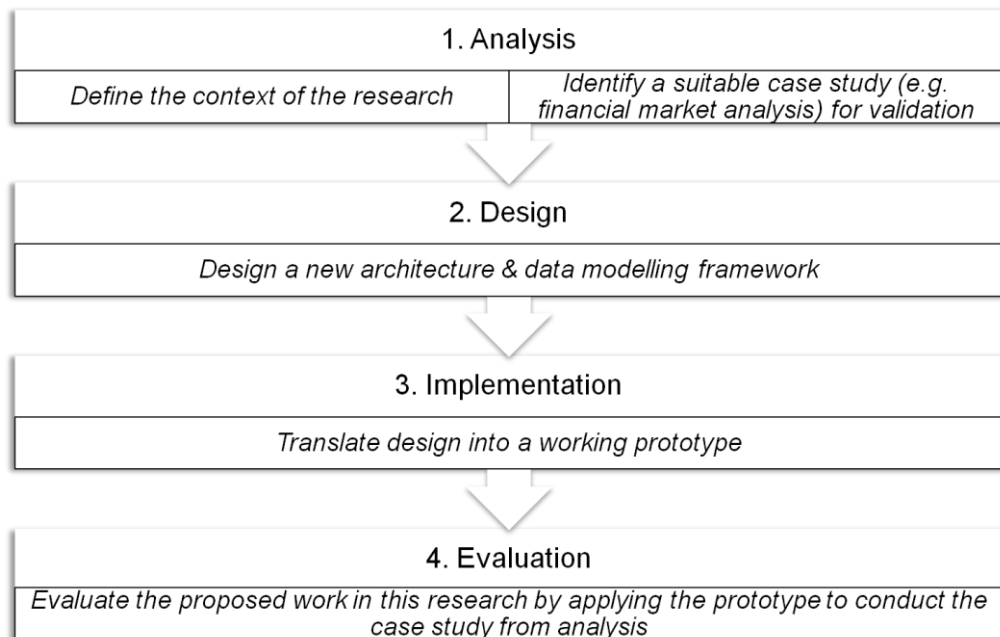 1. Analysis
Define the context of the research
Identify a suitable case study (e.g.
financial market analysis) for validation
2. Design
Design a new architecture & data modelling framework
3. Implementation
Translate design into a working prototype
4. Evaluation
Evaluate the proposed work in this research by applying the prototype to conduct the
case study from analysis